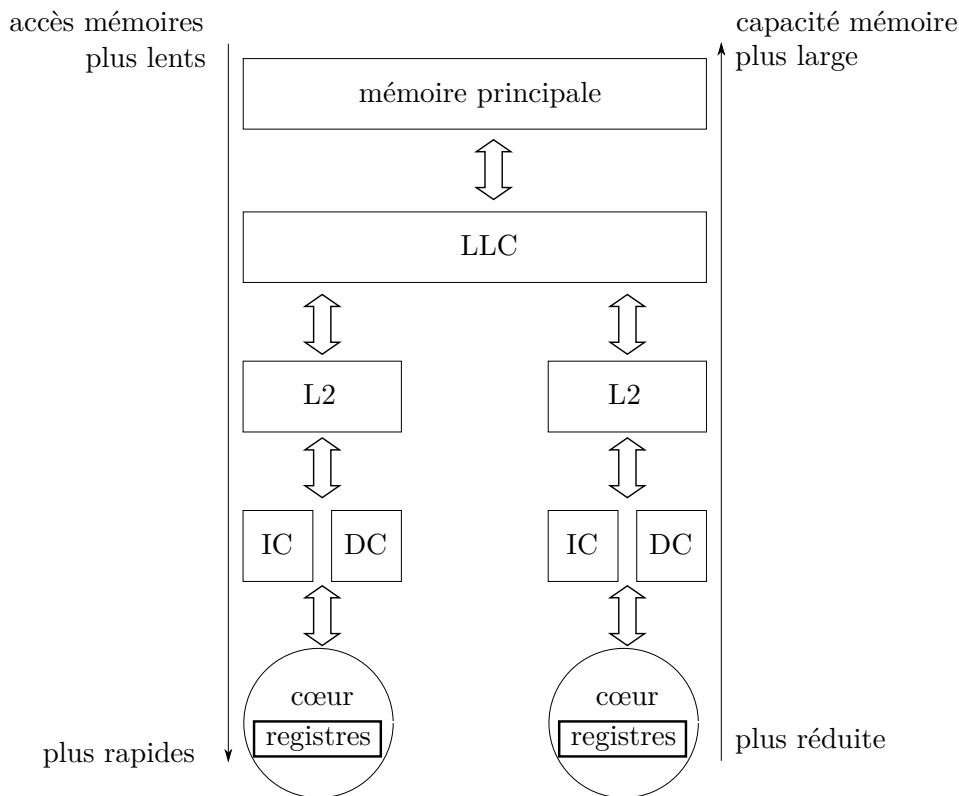 accès mémoires
plus lents
capacité mémoire
plus large
mémoire principale
LLC
L2
L2
IC
DC
IC
DC
cœur
registres
cœur
registres
plus rapides
plus réduite